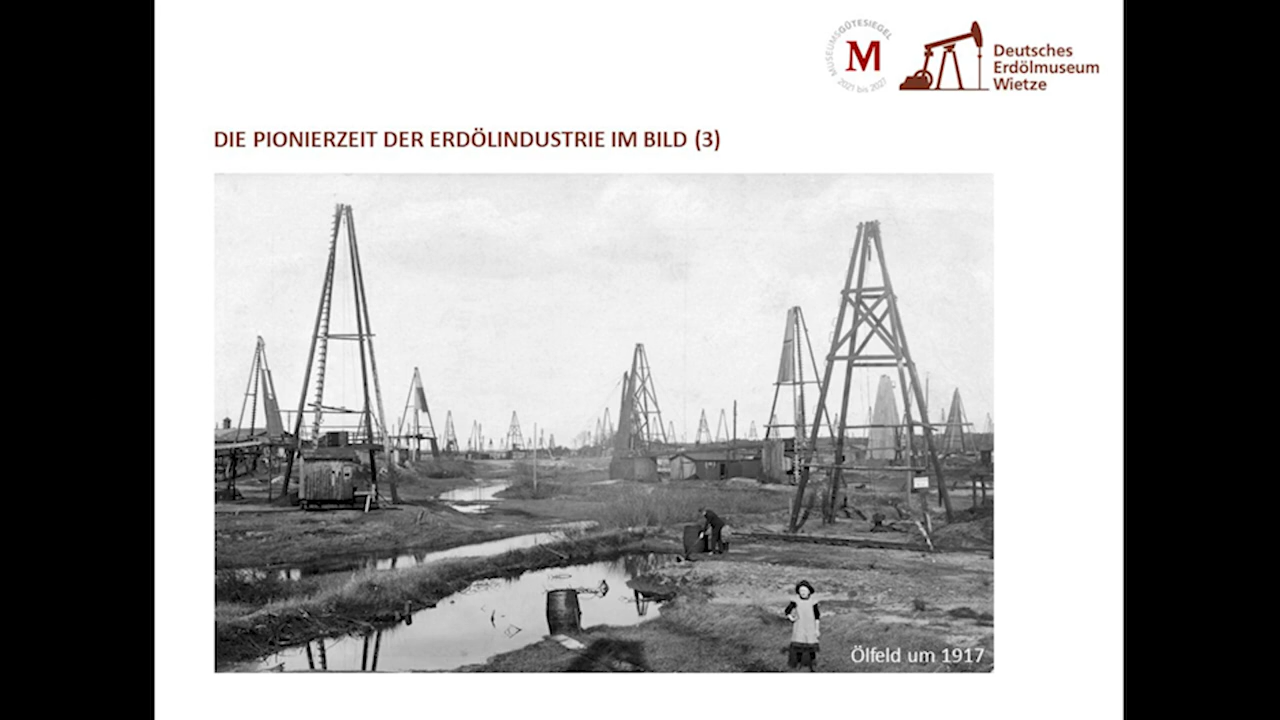 MUSEUMSGÜTESIEGEL
M
2021 bis 2027
Deutsches
Erdölmuseum
Wietze
DIE PIONIERZEIT DER ERDÖLINDUSTRIE IM BILD (3)
Ölfeld um 1917